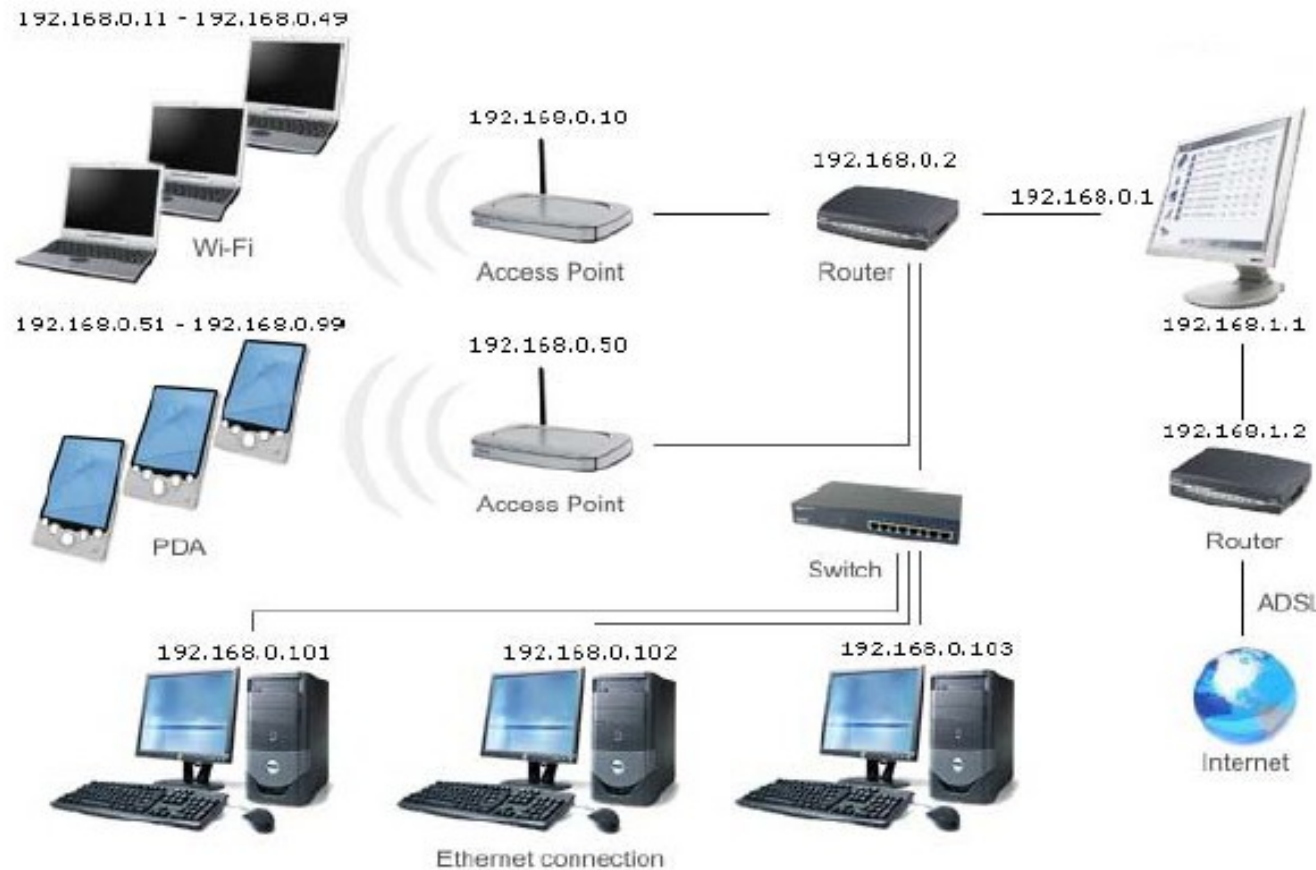 192.168.0.11 - 192.168.0.49
192.168.0.10
192.168.0.2
192.168.0.1
Wi-Fi
Access Point
Router
192.168.0.51 - 192.168.0.99
192.168.0.50
192.168.1.1
192.168.1.2
PDA
Access Point
Switch
Router
ADSL
192.168.0.101
192.168.0.102
192.168.0.103
Internet
Ethernet connection